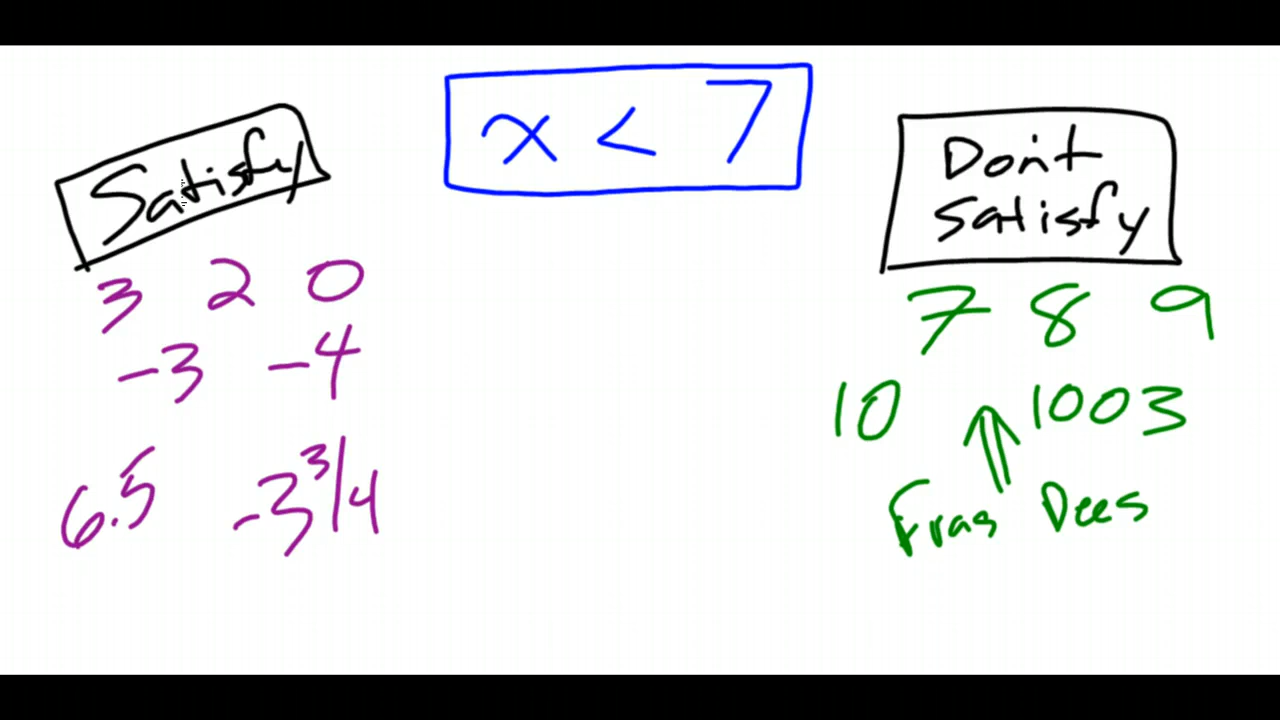 x < 7
Satisfy
3 2 0
-3 -4
6.5 -3 3/4
Don't
Satisfy
7 8 9
10 1003
Fras Decs